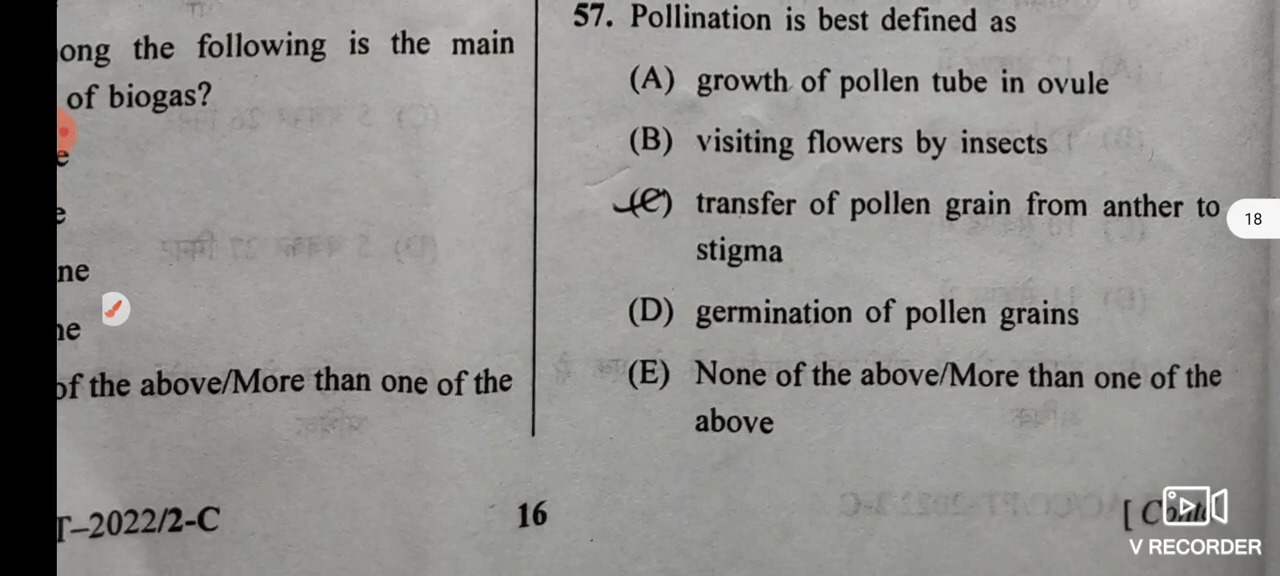 ong the following is the main
of biogas?
e
e
ne
he
of the above/More than one of the
T–2022/2-C
16
57. Pollination is best defined as
(A) growth of pollen tube in ovule
(B) visiting flowers by insects
(C) transfer of pollen grain from anther to
stigma
(D) germination of pollen grains
(E) None of the above/More than one of the
above
18
[ Contd
V RECORDER